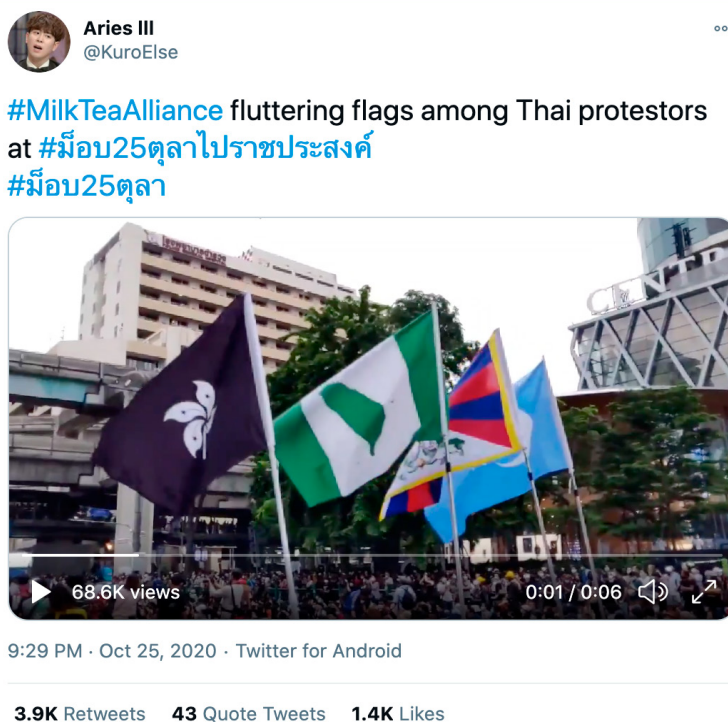 Aries III
@KuroElse
#MilkTeaAlliance fluttering flags among Thai protestors
at #ม็อบ25ตุลาไปราชประสงค์
#ม็อบ25ตุลา
68.6K views
0:01 / 0:06
9:29 PM · Oct 25, 2020 · Twitter for Android
3.9K Retweets 43 Quote Tweets 1.4K Likes